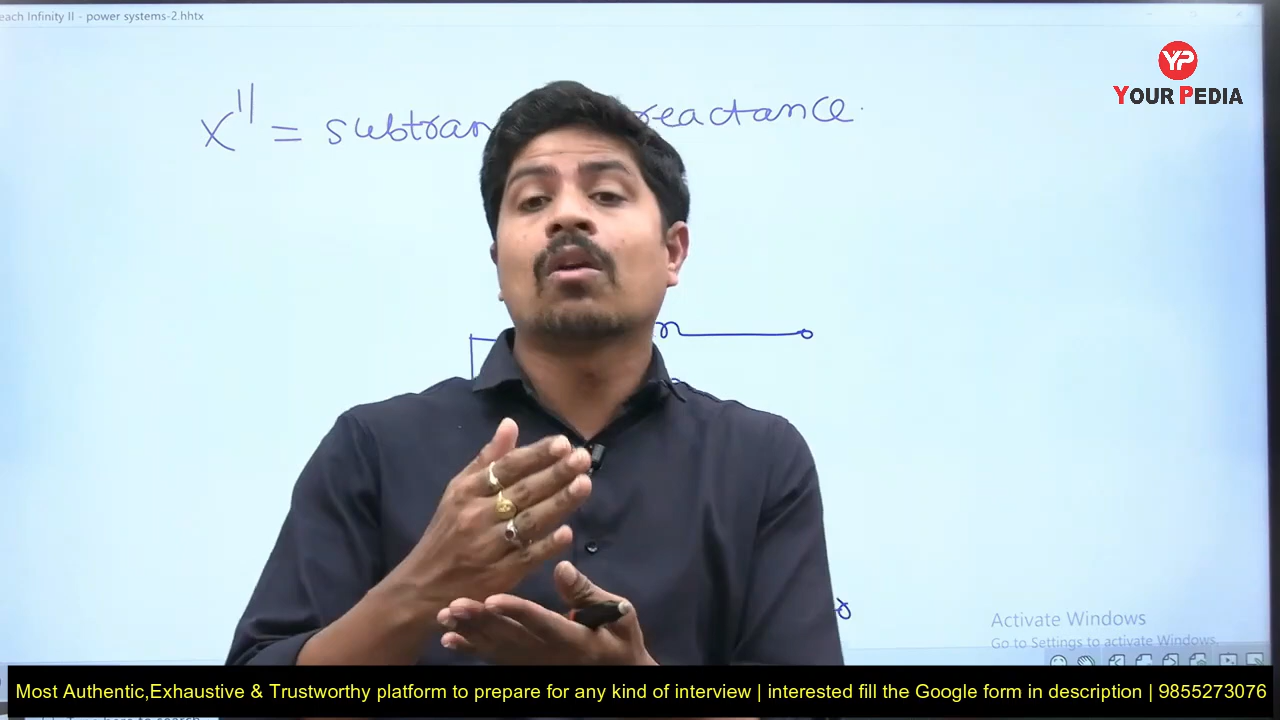 each Infinity II - power systems-2.hhtx
YP
YOUR PEDIA
X" = subtran reactance.
Activate Windows
Go to Settings to activate Windows.
Most Authentic,Exhaustive & Trustworthy platform to prepare for any kind of interview | interested fill the Google form in description | 9855273076